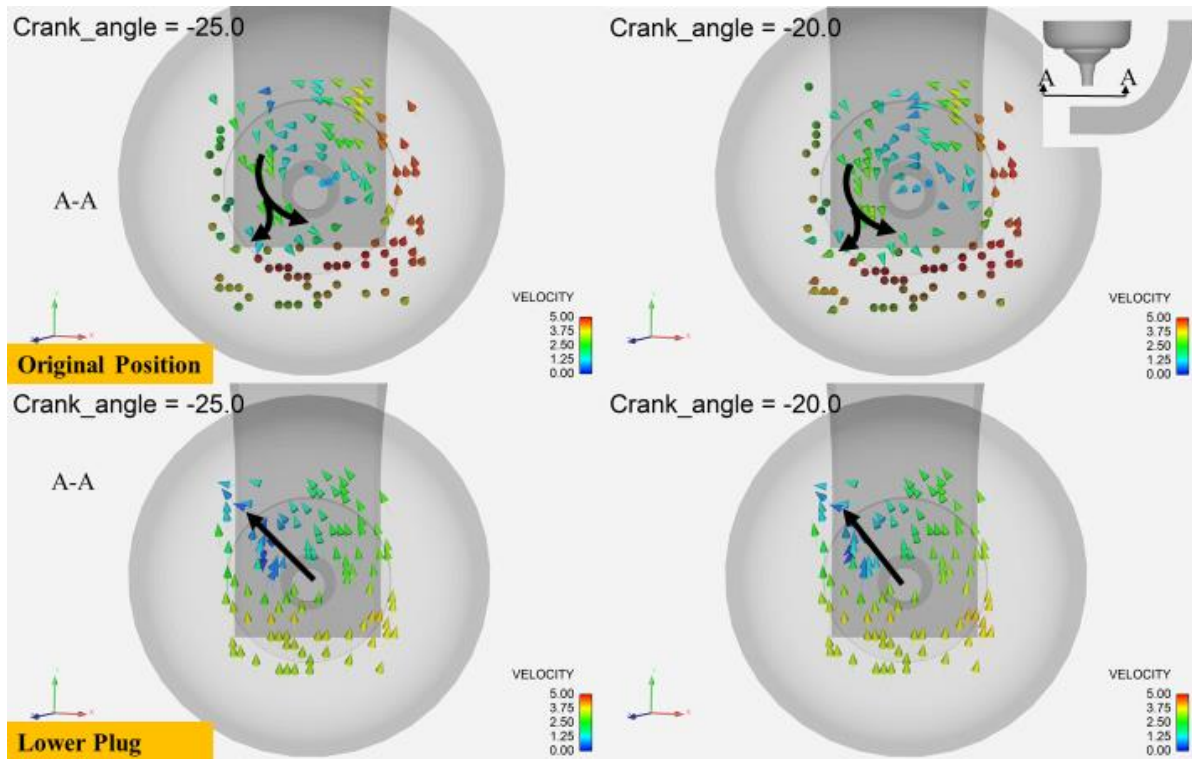 Crank_angle = -25.0
Crank_angle = -20.0
A A
A-A
VELOCITY
5.00
3.75
2.50
1.25
0.00
VELOCITY
5.00
3.75
2.50
1.25
0.00
Original Position
Crank_angle = -25.0
Crank_angle = -20.0
A-A
VELOCITY
5.00
3.75
2.50
1.25
0.00
VELOCITY
5.00
3.75
2.50
1.25
0.00
Lower Plug